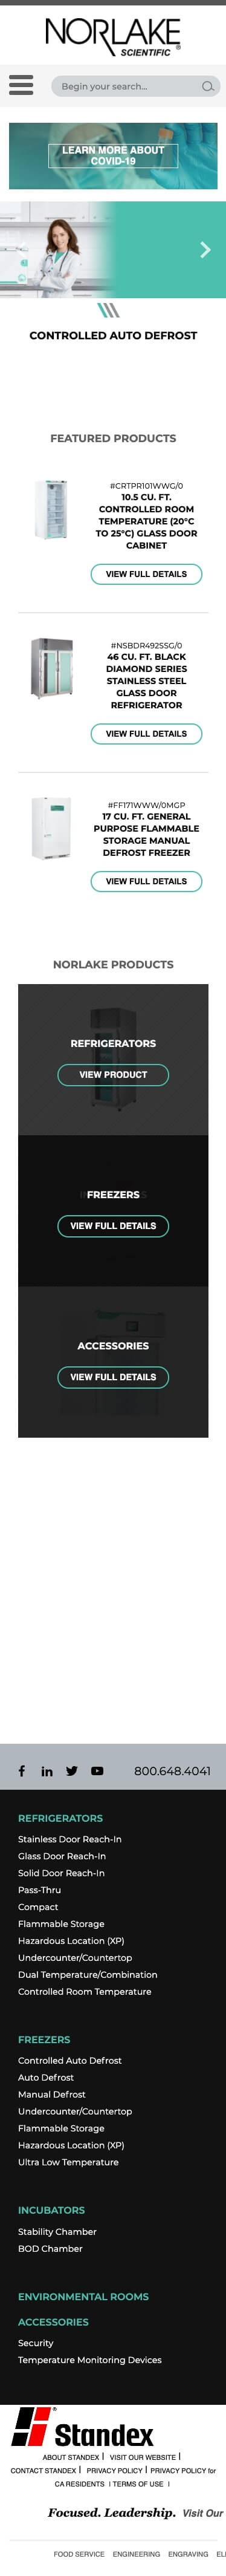 NORLAKE
SCIENTIFIC®
Begin your search...
LEARN MORE ABOUT
COVID-19
CONTROLLED AUTO DEFROST
FEATURED PRODUCTS
#CRTPR101WWG/0
10.5 CU. FT.
CONTROLLED ROOM
TEMPERATURE (20°C
TO 25°C) GLASS DOOR
CABINET
VIEW FULL DETAILS
#NSBDR492SSG/0
46 CU. FT. BLACK
DIAMOND SERIES
STAINLESS STEEL
GLASS DOOR
REFRIGERATOR
VIEW FULL DETAILS
#FF171WWW/0MGP
17 CU. FT. GENERAL
PURPOSE FLAMMABLE
STORAGE MANUAL
DEFROST FREEZER
VIEW FULL DETAILS
NORLAKE PRODUCTS
REFRIGERATORS
VIEW PRODUCT
FREEZERS
VIEW FULL DETAILS
ACCESSORIES
VIEW FULL DETAILS
800.648.4041
REFRIGERATORS
Stainless Door Reach-In
Glass Door Reach-In
Solid Door Reach-In
Pass-Thru
Compact
Flammable Storage
Hazardous Location (XP)
Undercounter/Countertop
Dual Temperature/Combination
Controlled Room Temperature
FREEZERS
Controlled Auto Defrost
Auto Defrost
Manual Defrost
Undercounter/Countertop
Flammable Storage
Hazardous Location (XP)
Ultra Low Temperature
INCUBATORS
Stability Chamber
BOD Chamber
ENVIRONMENTAL ROOMS
ACCESSORIES
Security
Temperature Monitoring Devices
Standex
ABOUT STANDEX | VISIT OUR WEBSITE |
CONTACT STANDEX | PRIVACY POLICY | PRIVACY POLICY for
CA RESIDENTS | TERMS OF USE |
Focused. Leadership. Visit Our
FOOD SERVICE ENGINEERING ENGRAVING